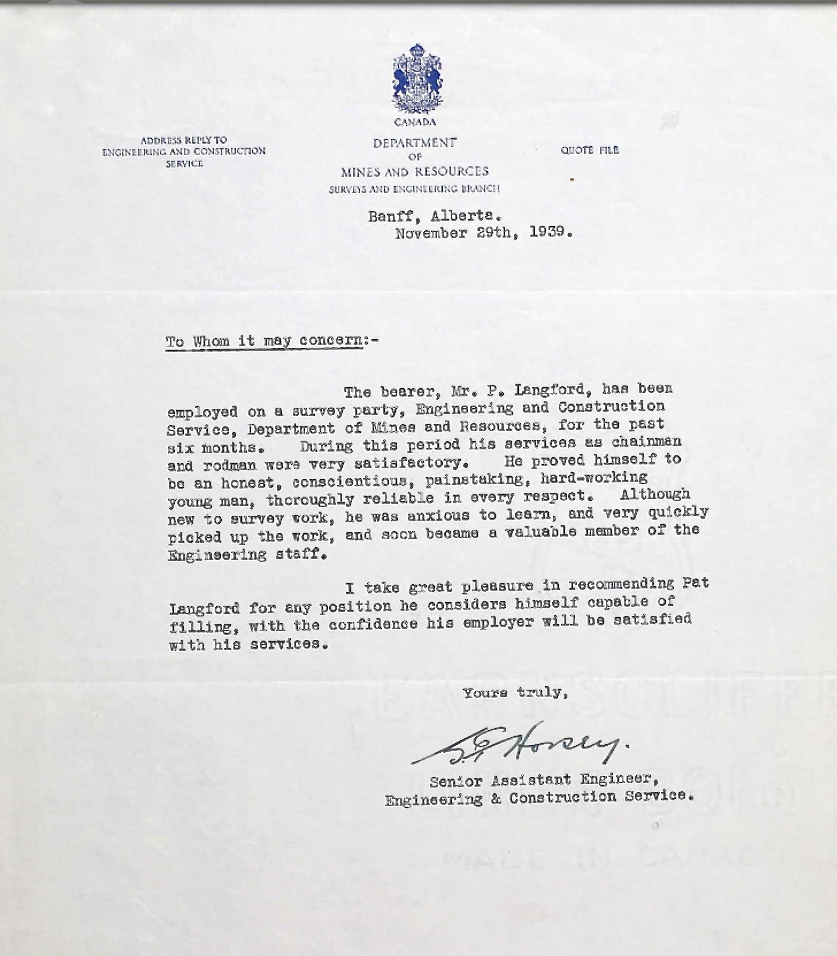 CANADA
ADDRESS REPLY TO
ENGINEERING AND CONSTRUCTION
SERVICE
DEPARTMENT
OF
MINES AND RESOURCES
SURVEYS AND ENGINEERING BRANCH
QUOTE FILE
Banff, Alberta.
November 29th, 1939.
To Whom it may concern:-
The bearer, Mr. P. Langford, has been
employed on a survey party, Engineering and Construction
Service, Department of Mines and Resources, for the past
six months. During this period his services as chainman
and rodman were very satisfactory. He proved himself to
be an honest, conscientious, painstaking, hard-working
young man, thoroughly reliable in every respect. Although
new to survey work, he was anxious to learn, and very quickly
picked up the work, and soon became a valuable member of the
Engineering staff.
I take great pleasure in recommending Pat
Langford for any position he considers himself capable of
filling, with the confidence his employer will be satisfied
with his services.
Yours truly,
Horsey.
Senior Assistant Engineer,
Engineering & Construction Service.